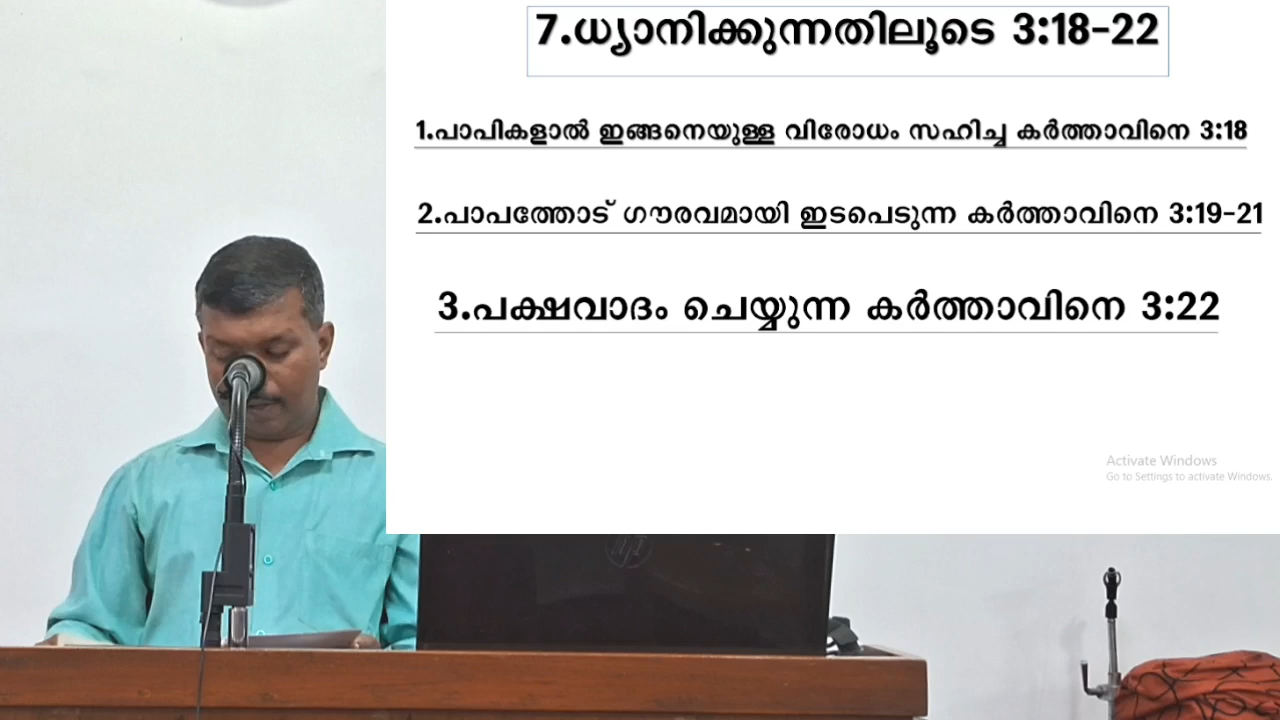 7.ധ്യാനിക്കുന്നതിലൂടെ 3:18-22
1.പാപികളാൽ ഇങ്ങനെയുള്ള വിരോധം സഹിച്ച കർത്താവിനെ 3:18
2.പാപത്തോട് ഗൗരവമായി ഇടപെടുന്ന കർത്താവിനെ 3:19-21
3.പക്ഷവാദം ചെയ്യുന്ന കർത്താവിനെ 3:22
Activate Windows
Go to Settings to activate Windows.
hp